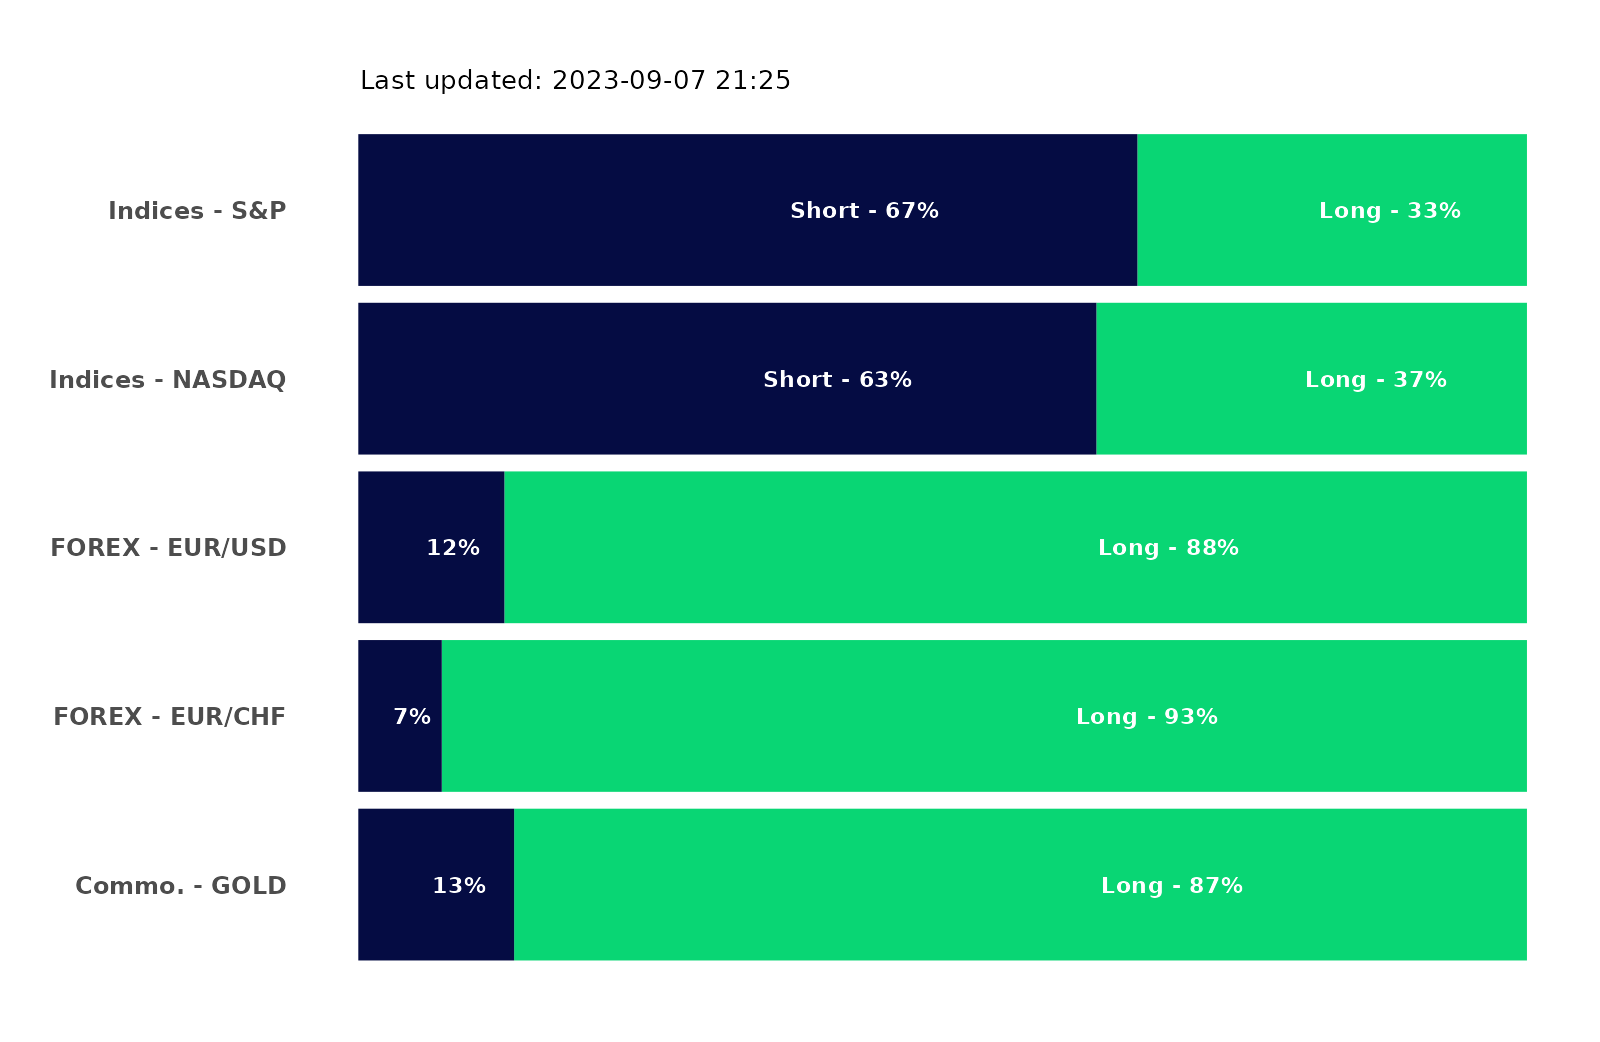 Last updated: 2023-09-07 21:25
Indices - S&P
Short - 67%
Long - 33%
Indices - NASDAQ
Short - 63%
Long - 37%
FOREX - EUR/USD
12%
Long - 88%
FOREX - EUR/CHF
7%
Long - 93%
Commo. - GOLD
13%
Long - 87%